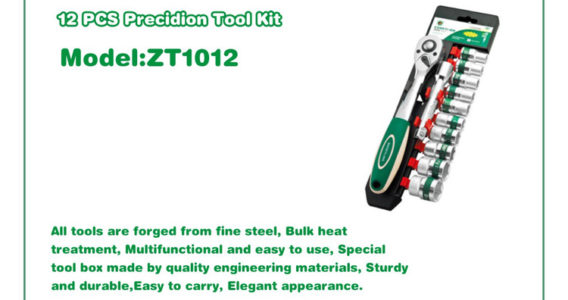 12 PCS Precidion Tool Kit
Model:ZT1012
All tools are forged from fine steel, Bulk heat
treatment, Multifunctional and easy to use, Special
tool box made by quality engineering materials, Sturdy
and durable,Easy to carry, Elegant appearance.